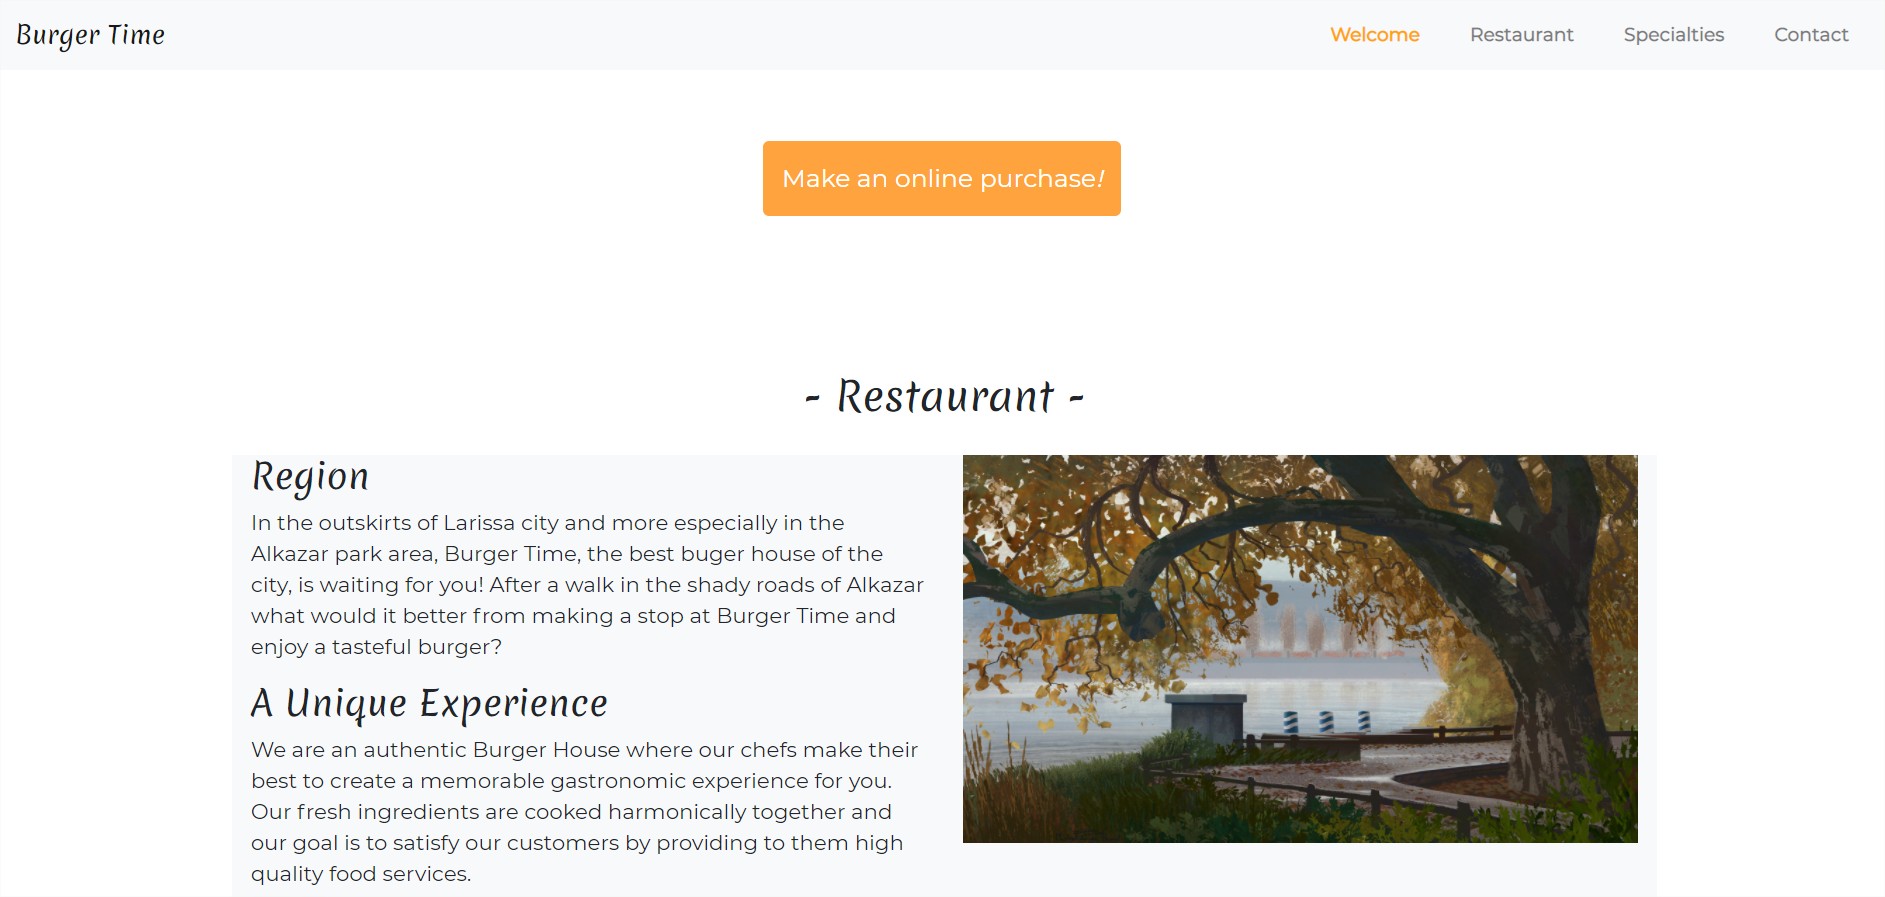 Burger Time
Welcome Restaurant Specialties Contact
Make an online purchase!
- Restaurant -
Region
In the outskirts of Larissa city and more especially in the
Alkazar park area, Burger Time, the best buger house of the
city, is waiting for you! After a walk in the shady roads of Alkazar
what would it better from making a stop at Burger Time and
enjoy a tasteful burger?
A Unique Experience
We are an authentic Burger House where our chefs make their
best to create a memorable gastronomic experience for you.
Our fresh ingredients are cooked harmonically together and
our goal is to satisfy our customers by providing to them high
quality food services.